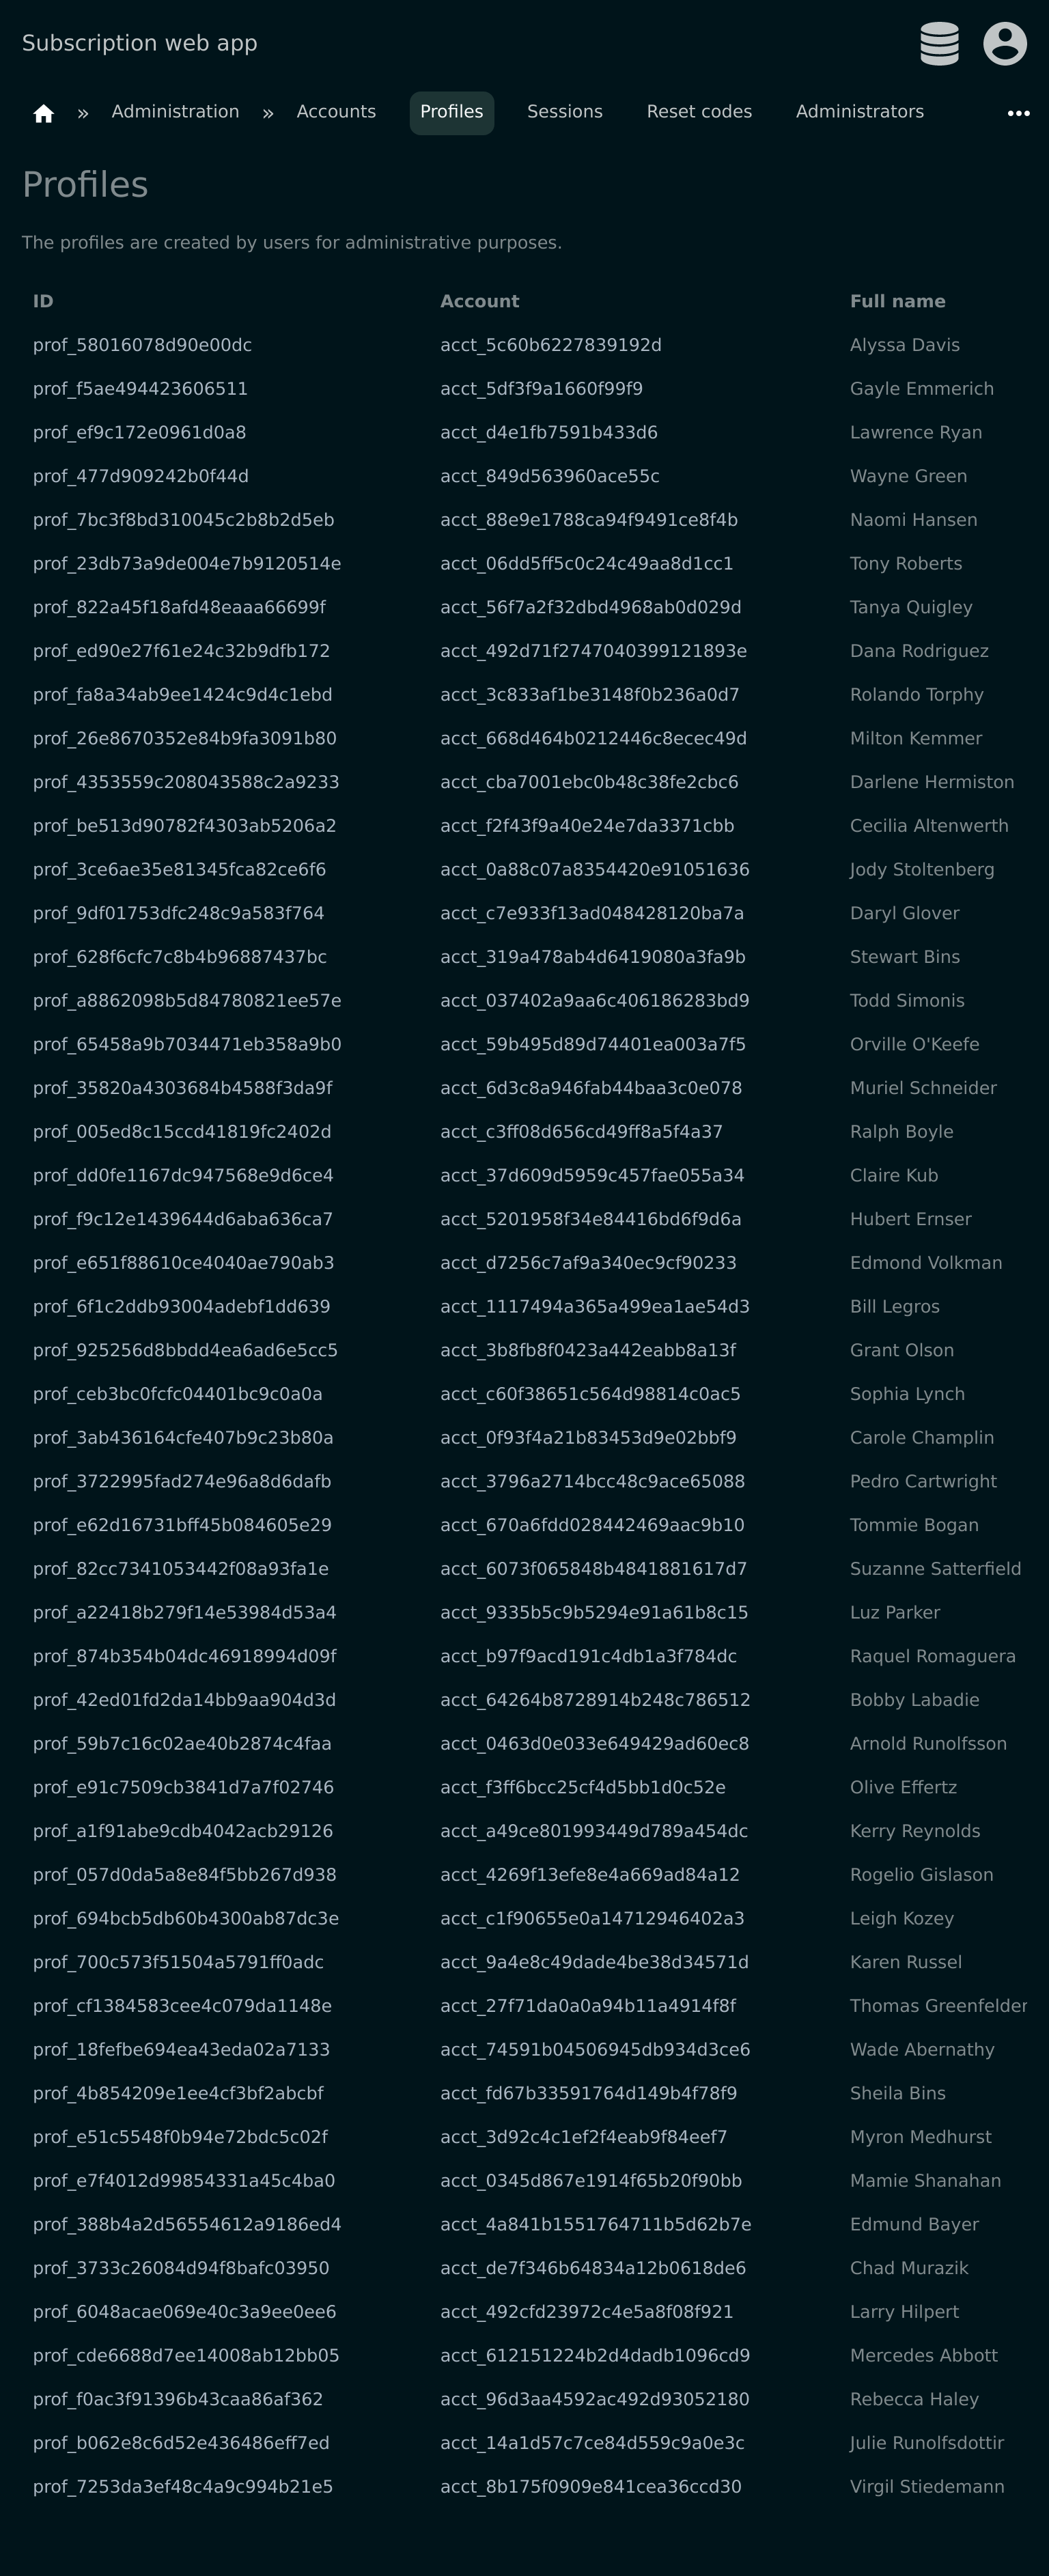 Subscription web app
» Administration » Accounts Profiles Sessions Reset codes Administrators
Profiles
The profiles are created by users for administrative purposes.
ID Account Full name
prof_58016078d90e00dc acct_5c60b6227839192d Alyssa Davis
prof_f5ae494423606511 acct_5df3f9a1660f99f9 Gayle Emmerich
prof_ef9c172e0961d0a8 acct_d4e1fb7591b433d6 Lawrence Ryan
prof_477d909242b0f44d acct_849d563960ace55c Wayne Green
prof_7bc3f8bd310045c2b8b2d5eb acct_88e9e1788ca94f9491ce8f4b Naomi Hansen
prof_23db73a9de004e7b9120514e acct_06dd5ff5c0c24c49aa8d1cc1 Tony Roberts
prof_822a45f18afd48eaaa66699f acct_56f7a2f32dbd4968ab0d029d Tanya Quigley
prof_ed90e27f61e24c32b9dfb172 acct_492d71f2747040399121893e Dana Rodriguez
prof_fa8a34ab9ee1424c9d4c1ebd acct_3c833af1be3148f0b236a0d7 Rolando Torphy
prof_26e8670352e84b9fa3091b80 acct_668d464b0212446c8ecec49d Milton Kemmer
prof_4353559c208043588c2a9233 acct_cba7001ebc0b48c38fe2cbc6 Darlene Hermiston
prof_be513d90782f4303ab5206a2 acct_f2f43f9a40e24e7da3371cbb Cecilia Altenwerth
prof_3ce6ae35e81345fca82ce6f6 acct_0a88c07a8354420e91051636 Jody Stoltenberg
prof_9df01753dfc248c9a583f764 acct_c7e933f13ad048428120ba7a Daryl Glover
prof_628f6cfc7c8b4b96887437bc acct_319a478ab4d6419080a3fa9b Stewart Bins
prof_a8862098b5d84780821ee57e acct_037402a9aa6c406186283bd9 Todd Simonis
prof_65458a9b7034471eb358a9b0 acct_59b495d89d74401ea003a7f5 Orville O'Keefe
prof_35820a4303684b4588f3da9f acct_6d3c8a946fab44baa3c0e078 Muriel Schneider
prof_005ed8c15ccd41819fc2402d acct_c3ff08d656cd49ff8a5f4a37 Ralph Boyle
prof_dd0fe1167dc947568e9d6ce4 acct_37d609d5959c457fae055a34 Claire Kub
prof_f9c12e1439644d6aba636ca7 acct_5201958f34e84416bd6f9d6a Hubert Ernser
prof_e651f88610ce4040ae790ab3 acct_d7256c7af9a340ec9cf90233 Edmond Volkman
prof_6f1c2ddb93004adebf1dd639 acct_1117494a365a499ea1ae54d3 Bill Legros
prof_925256d8bbdd4ea6ad6e5cc5 acct_3b8fb8f0423a442eabb8a13f Grant Olson
prof_ceb3bc0fcfc04401bc9c0a0a acct_c60f38651c564d98814c0ac5 Sophia Lynch
prof_3ab436164cfe407b9c23b80a acct_0f93f4a21b83453d9e02bbf9 Carole Champlin
prof_3722995fad274e96a8d6dafb acct_3796a2714bcc48c9ace65088 Pedro Cartwright
prof_e62d16731bff45b084605e29 acct_670a6fdd028442469aac9b10 Tommie Bogan
prof_82cc7341053442f08a93fa1e acct_6073f065848b4841881617d7 Suzanne Satterfield
prof_a22418b279f14e53984d53a4 acct_9335b5c9b5294e91a61b8c15 Luz Parker
prof_874b354b04dc46918994d09f acct_b97f9acd191c4db1a3f784dc Raquel Romaguera
prof_42ed01fd2da14bb9aa904d3d acct_64264b8728914b248c786512 Bobby Labadie
prof_59b7c16c02ae40b2874c4faa acct_0463d0e033e649429ad60ec8 Arnold Runolfsson
prof_e91c7509cb3841d7a7f02746 acct_f3ff6bcc25cf4d5bb1d0c52e Olive Effertz
prof_a1f91abe9cdb4042acb29126 acct_a49ce801993449d789a454dc Kerry Reynolds
prof_057d0da5a8e84f5bb267d938 acct_4269f13efe8e4a669ad84a12 Rogelio Gislason
prof_694bcb5db60b4300ab87dc3e acct_c1f90655e0a14712946402a3 Leigh Kozey
prof_700c573f51504a5791ff0adc acct_9a4e8c49dade4be38d34571d Karen Russel
prof_cf1384583cee4c079da1148e acct_27f71da0a0a94b11a4914f8f Thomas Greenfelder
prof_18fefbe694ea43eda02a7133 acct_74591b04506945db934d3ce6 Wade Abernathy
prof_4b854209e1ee4cf3bf2abcbf acct_fd67b33591764d149b4f78f9 Sheila Bins
prof_e51c5548f0b94e72bdc5c02f acct_3d92c4c1ef2f4eab9f84eef7 Myron Medhurst
prof_e7f4012d99854331a45c4ba0 acct_0345d867e1914f65b20f90bb Mamie Shanahan
prof_388b4a2d56554612a9186ed4 acct_4a841b1551764711b5d62b7e Edmund Bayer
prof_3733c26084d94f8bafc03950 acct_de7f346b64834a12b0618de6 Chad Murazik
prof_6048acae069e40c3a9ee0ee6 acct_492cfd23972c4e5a8f08f921 Larry Hilpert
prof_cde6688d7ee14008ab12bb05 acct_612151224b2d4dadb1096cd9 Mercedes Abbott
prof_f0ac3f91396b43caa86af362 acct_96d3aa4592ac492d93052180 Rebecca Haley
prof_b062e8c6d52e436486eff7ed acct_14a1d57c7ce84d559c9a0e3c Julie Runolfsdottir
prof_7253da3ef48c4a9c994b21e5 acct_8b175f0909e841cea36ccd30 Virgil Stiedemann